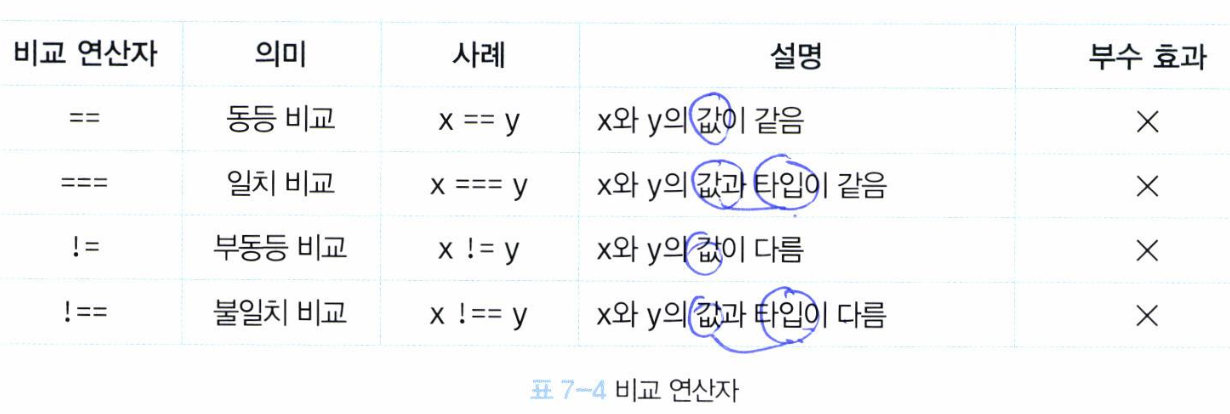 비교 연산자 의미 사례 설명 부수 효과
== 동등 비교 x == y x와 y의 값이 같음 ×
=== 일치 비교 x === y x와 y의 값과 타입이 같음 ×
!= 부동등 비교 x != y x와 y의 값이 다름 ×
!== 불일치 비교 x !== y x와 y의 값과 타입이 다름 ×
표 7-4 비교 연산자